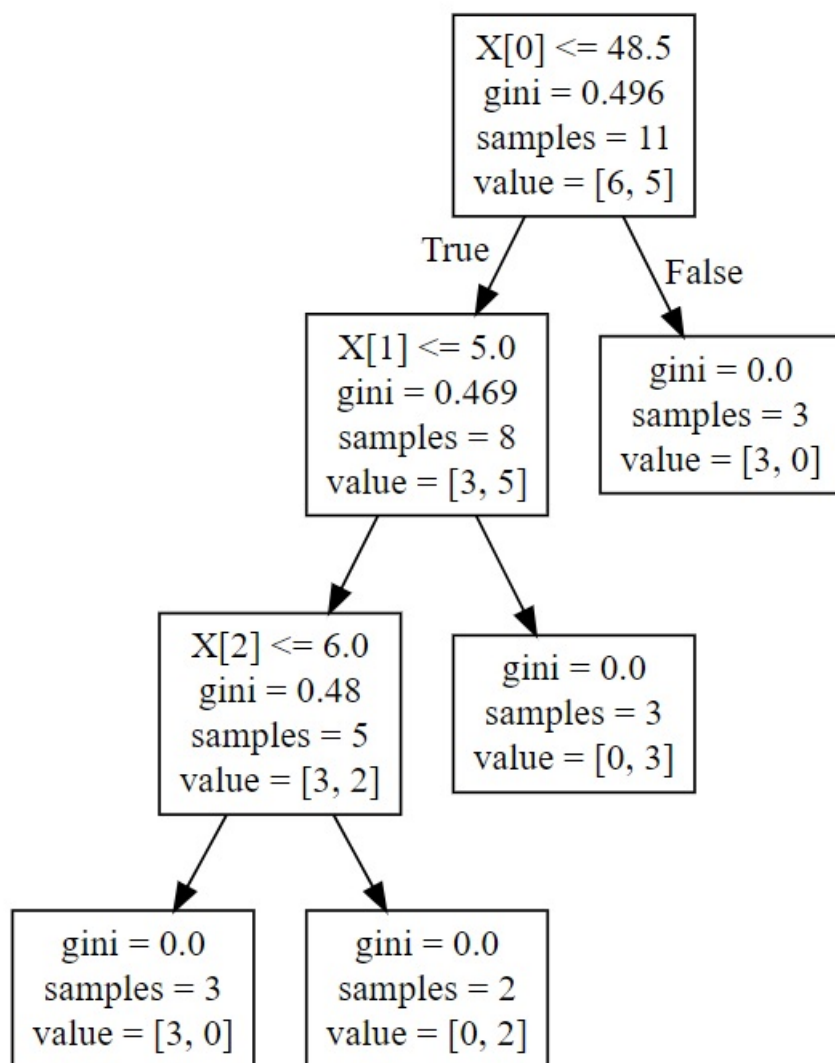 X[0] <= 48.5
gini = 0.496
samples = 11
value = [6, 5]
True
False
X[1] <= 5.0
gini = 0.469
samples = 8
value = [3, 5]
gini = 0.0
samples = 3
value = [3, 0]
X[2] <= 6.0
gini = 0.48
samples = 5
value = [3, 2]
gini = 0.0
samples = 3
value = [0, 3]
gini = 0.0
samples = 3
value = [3, 0]
gini = 0.0
samples = 2
value = [0, 2]